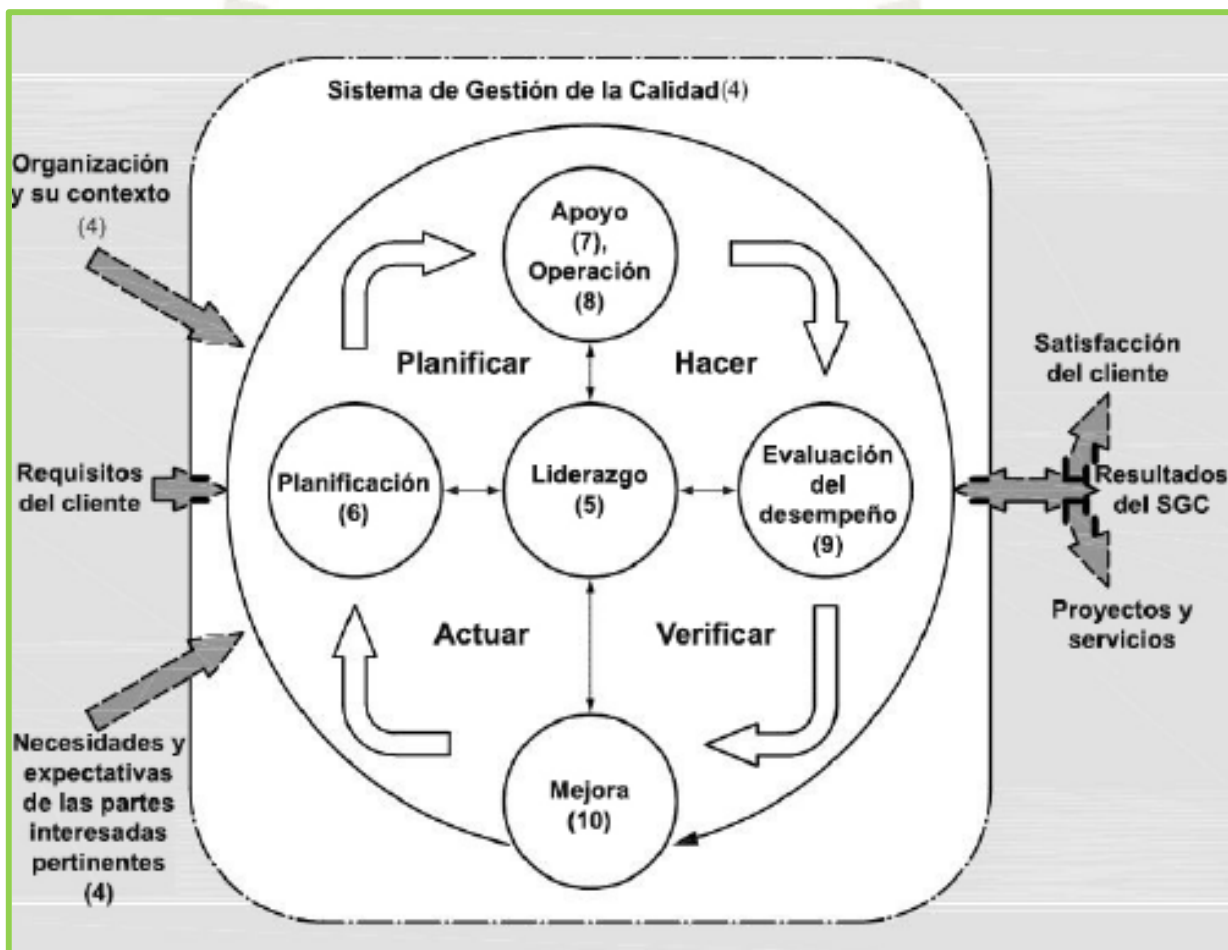 Sistema de Gestión de la Calidad (4)
Organización
y su contexto
(4)
Requisitos
del cliente
Necesidades y
expectativas
de las partes
interesadas
pertinentes
(4)
Apoyo
(7),
Operación
(8)
Planificar
Hacer
Planificación
(6)
Liderazgo
(5)
Evaluación
del
desempeño
(9)
Actuar
Verificar
Mejora
(10)
Satisfacción
del cliente
Resultados
del SGC
Proyectos y
servicios